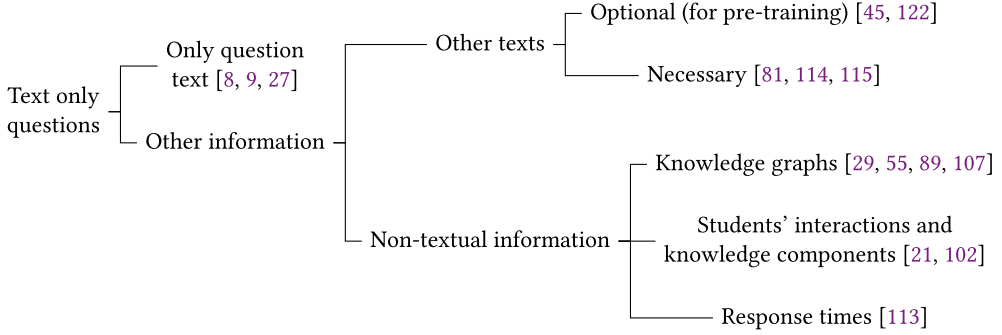 Text only
questions
Only question
text [8, 9, 27]
Other information
Other texts
Optional (for pre-training) [45, 122]
Necessary [81, 114, 115]
Non-textual information
Knowledge graphs [29, 55, 89, 107]
Students’ interactions and
knowledge components [21, 102]
Response times [113]